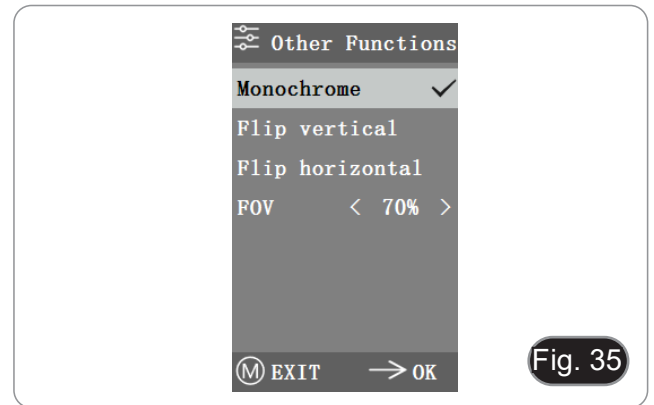 Other Functions
Monochrome
Flip vertical
Flip horizontal
FOV < 70% >
M EXIT → OK
Fig. 35